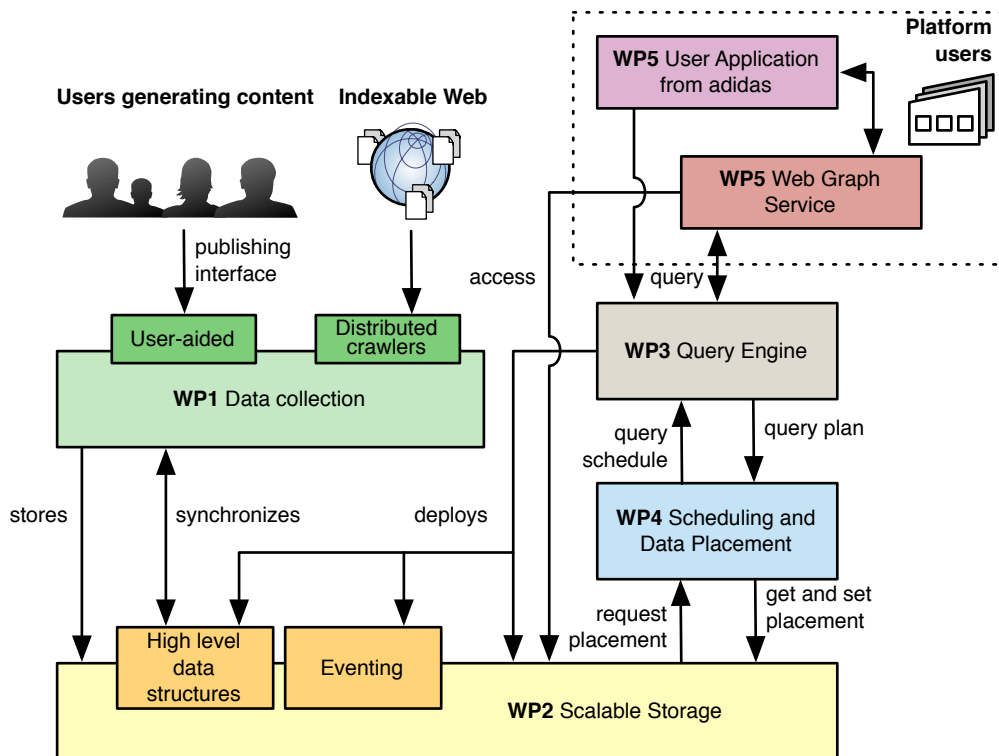 Platform
users
WP5 User Application
from adidas
Users generating content
Indexable Web
WP5 Web Graph
Service
publishing
interface
access
query
User-aided
Distributed
crawlers
WP3 Query Engine
WP1 Data collection
query
schedule
query plan
stores
synchronizes
deploys
WP4 Scheduling and
Data Placement
request
placement
get and set
placement
High level
data
structures
Eventing
WP2 Scalable Storage